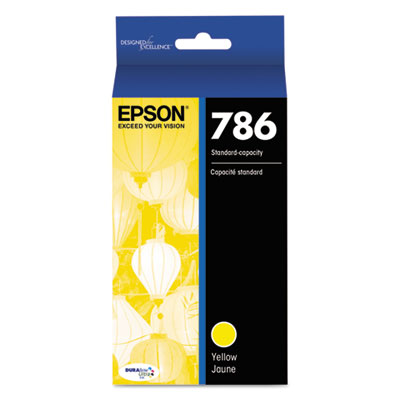 DESIGNED for EXCELLENCE
EPSON®
EXCEED YOUR VISION
786
Standard-capacity
Capacité standard
Yellow
Jaune
DURABrite
Ultra